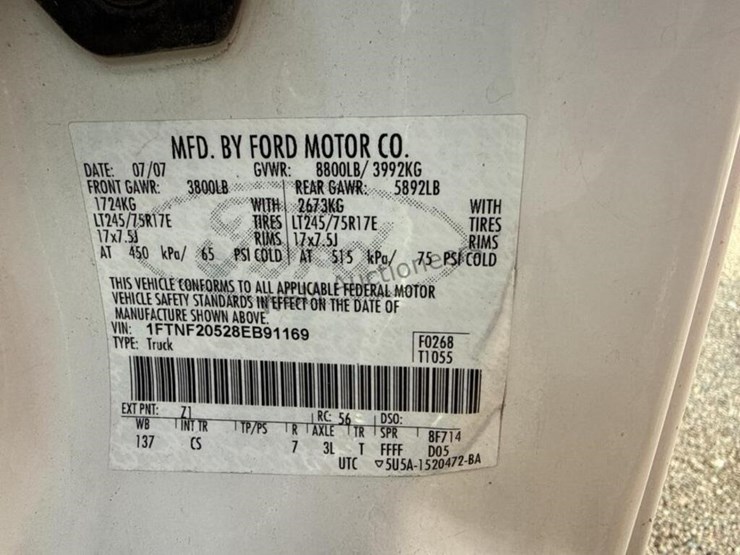 MFD. BY FORD MOTOR CO.
DATE: 07/07 GVWR: 8800LB/ 3992KG
FRONT GAWR: 3800LB REAR GAWR: 5892LB
1724KG WITH 2673KG WITH
LT245/75R17E TIRES LT245/75R17E TIRES
17x7.5J RIMS 17x7.5J RIMS
AT 450 kPa/ 65 PSI COLD AT 515 kPa/ 75 PSI COLD
THIS VEHICLE CONFORMS TO ALL APPLICABLE FEDERAL MOTOR
VEHICLE SAFETY STANDARDS IN EFFECT ON THE DATE OF
MANUFACTURE SHOWN ABOVE.
VIN: 1FTNF20528EB91169
TYPE: Truck
F0268
T1055
EXT PNT: Z1 RC: 56 DSO:
WB INT TR TP/PS R AXLE TR SPR 8F714
137 CS 7 3L T FFFF D05
UTC ▽5U5A-1520472-BA